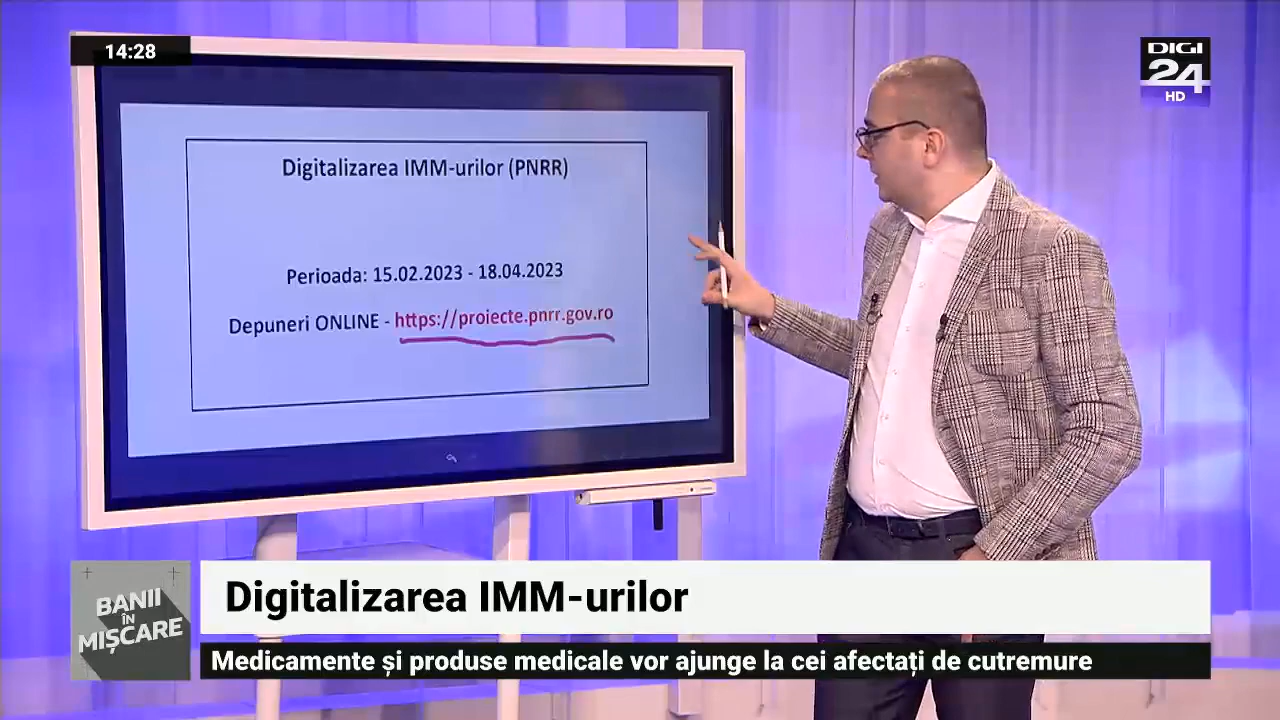 14:28
DIGI
24
HD
Digitalizarea IMM-urilor (PNRR)
Perioada: 15.02.2023 - 18.04.2023
Depuneri ONLINE - https://proiecte.pnrr.gov.ro
BANII
ÎN
MIȘCARE
Digitalizarea IMM-urilor
Medicamente și produse medicale vor ajunge la cei afectați de cutremure